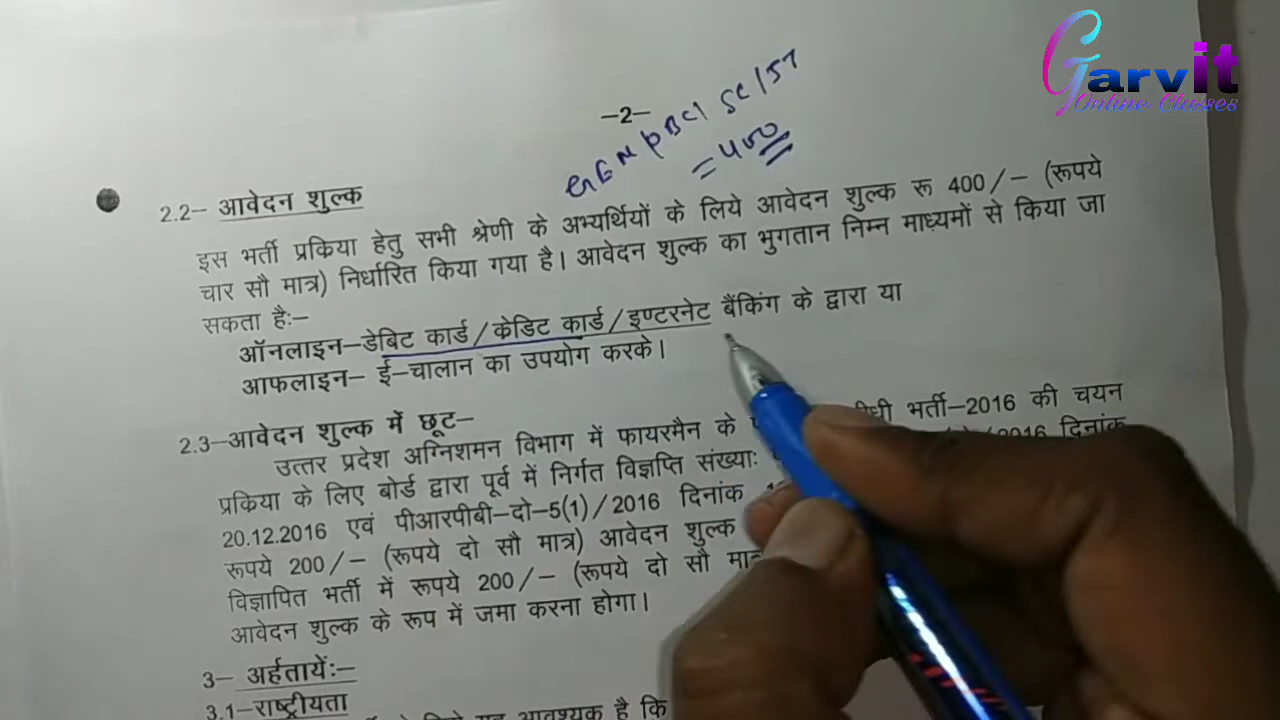 Garvit
Online Classes
–2–
GEN OBC/ SC/ST
= 400
2.2– आवेदन शुल्क
इस भर्ती प्रक्रिया हेतु सभी श्रेणी के अभ्यर्थियों के लिये आवेदन शुल्क रू 400/– (रूपये
चार सौ मात्र) निर्धारित किया गया है। आवेदन शुल्क का भुगतान निम्न माध्यमों से किया जा
सकता हैः–
ऑनलाइन–डेबिट कार्ड/केडिट कार्ड/इण्टरनेट बैंकिंग के द्वारा या
आफलाइन– ई–चालान का उपयोग करके।
2.3–आवेदन शुल्क में छूट–
उत्तर प्रदेश अग्निशमन विभाग में फायरमैन के भर्ती–2016 की चयन
प्रकिया के लिए बोर्ड द्वारा पूर्व में निर्गत विज्ञप्ति संख्याः 2016 दिनांक
20.12.2016 एवं पीआरपीबी–दो–5(1)/2016 दिनांक
रूपये 200/– (रूपये दो सौ मात्र) आवेदन शुल्क
विज्ञापित भर्ती में रूपये 200/– (रूपये दो सौ
आवेदन शुल्क के रूप में जमा करना होगा।
3– अर्हतायेंः–
3.1–राष्ट्रीयता
आवश्यक है कि